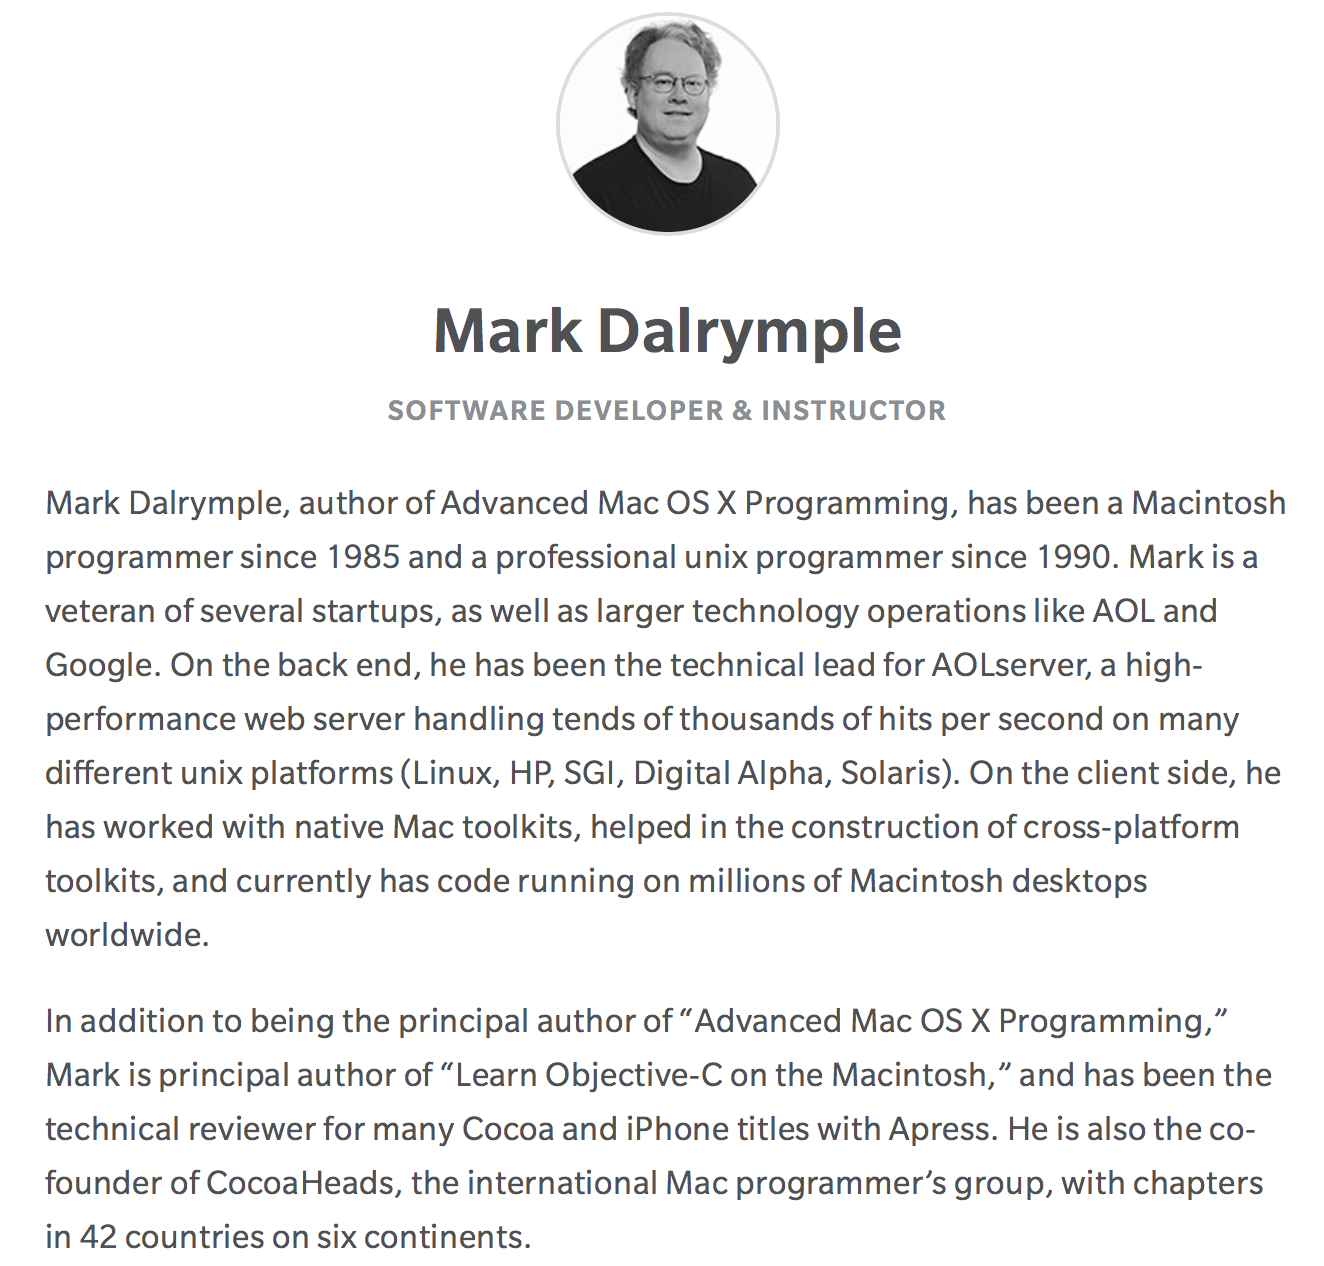 Mark Dalrymple
SOFTWARE DEVELOPER & INSTRUCTOR
Mark Dalrymple, author of Advanced Mac OS X Programming, has been a Macintosh
programmer since 1985 and a professional unix programmer since 1990. Mark is a
veteran of several startups, as well as larger technology operations like AOL and
Google. On the back end, he has been the technical lead for AOLserver, a high-
performance web server handling tends of thousands of hits per second on many
different unix platforms (Linux, HP, SGI, Digital Alpha, Solaris). On the client side, he
has worked with native Mac toolkits, helped in the construction of cross-platform
toolkits, and currently has code running on millions of Macintosh desktops
worldwide.
In addition to being the principal author of “Advanced Mac OS X Programming,”
Mark is principal author of “Learn Objective-C on the Macintosh,” and has been the
technical reviewer for many Cocoa and iPhone titles with Apress. He is also the co-
founder of CocoaHeads, the international Mac programmer’s group, with chapters
in 42 countries on six continents.